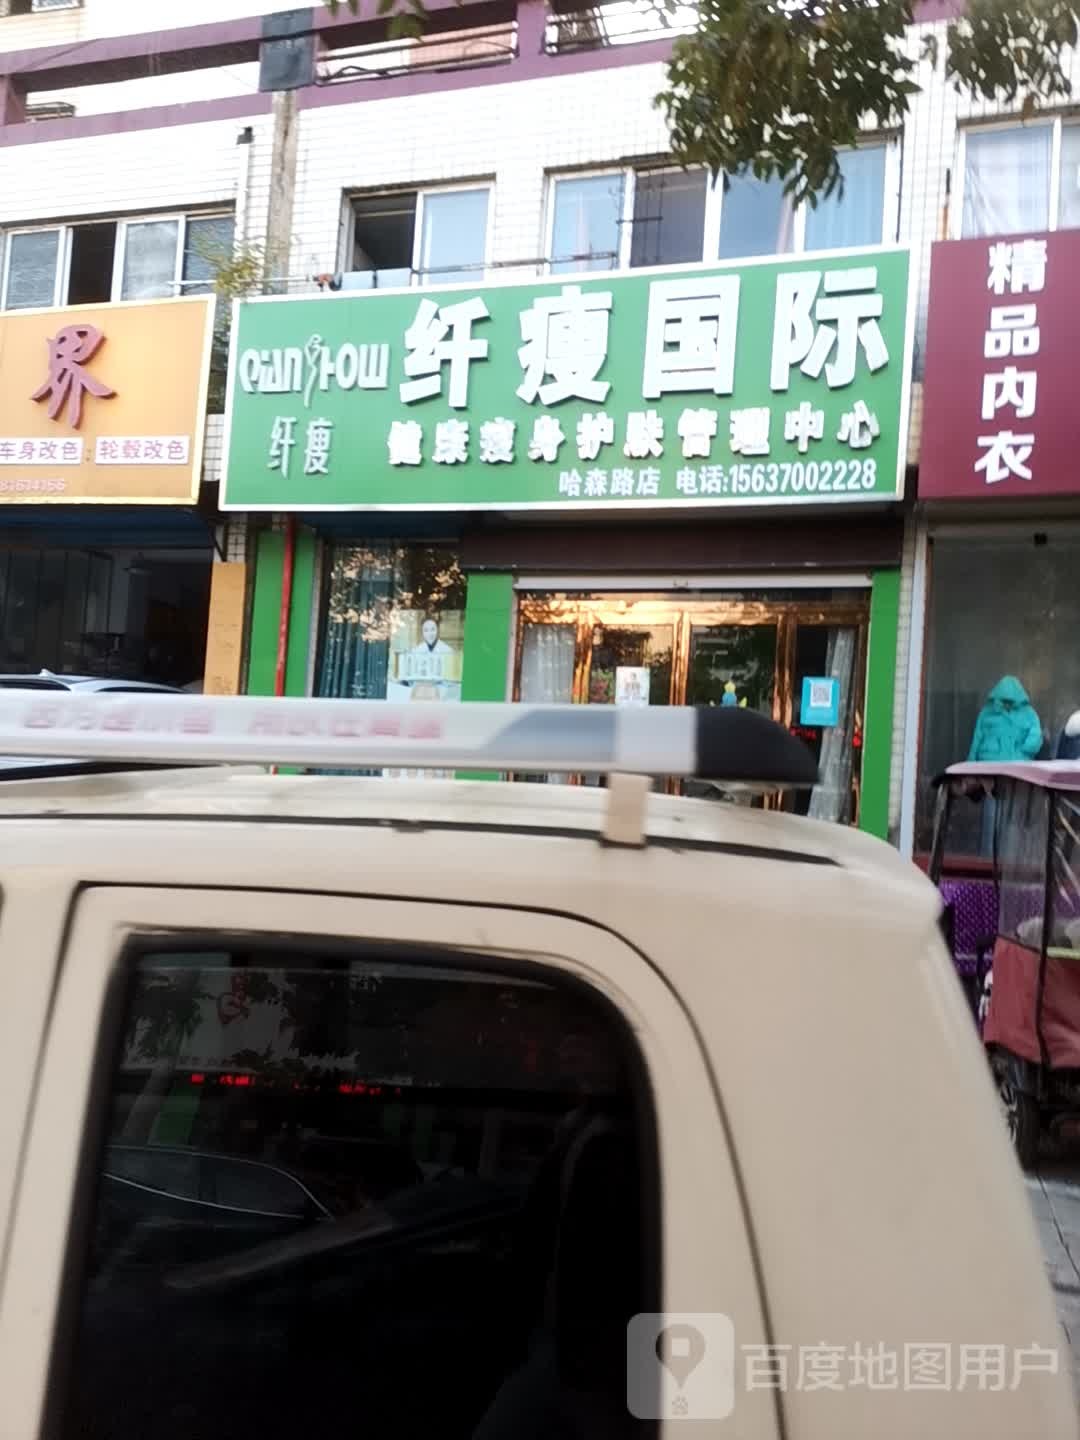 界
车身改色 轮毂改色
QIANSHOW
纤瘦
纤瘦国际
健康瘦身护肤管理中心
哈森路店 电话:15637002228
精品内衣
百度地图用户